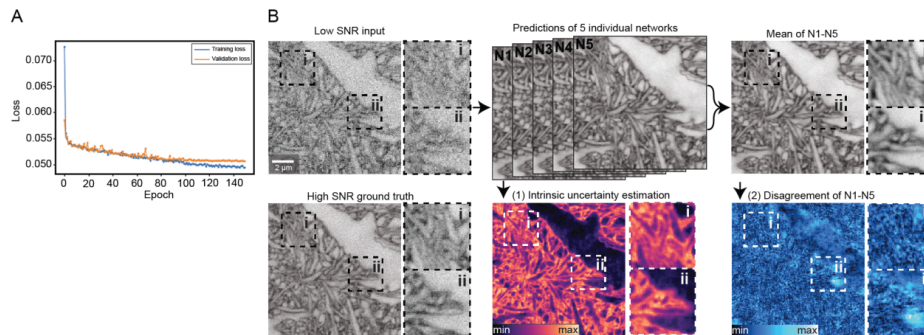 A
B
Loss
0.070
0.065
0.060
0.055
0.050
0
20
40
60
80
100
120
140
Epoch
Training loss
Validation loss
Low SNR input
i
ii
2 µm
i
ii
Predictions of 5 individual networks
N1
N2
N3
N4
N5
Mean of N1-N5
i
ii
i
ii
High SNR ground truth
i
ii
i
ii
(1) Intrinsic uncertainty estimation
i
ii
i
ii
min
max
(2) Disagreement of N1-N5
i
ii
i
min
max